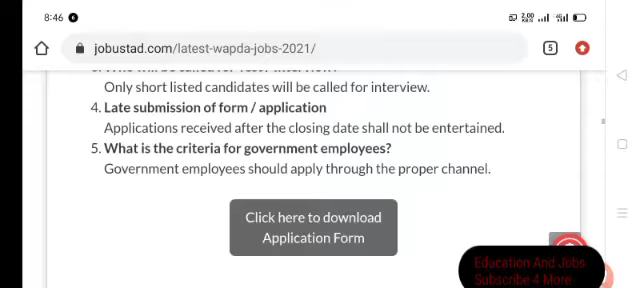 8:46
jobustad.com/latest-wapda-jobs-2021/
5
Only short listed candidates will be called for interview.
4. Late submission of form / application
Applications received after the closing date shall not be entertained.
5. What is the criteria for government employees?
Government employees should apply through the proper channel.
Click here to download
Application Form
Education And Jobs
Subscribe 4 More